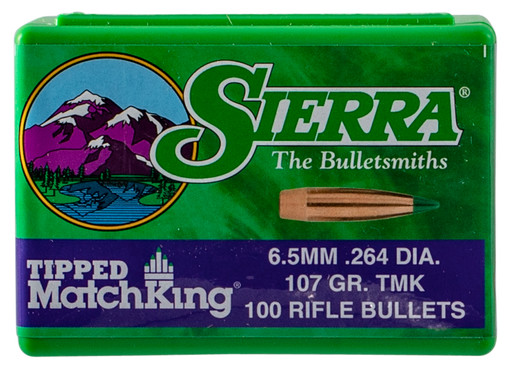 SIERRA®
The Bulletsmiths
TIPPED
MatchKing®
6.5MM .264 DIA.
107 GR. TMK
100 RIFLE BULLETS